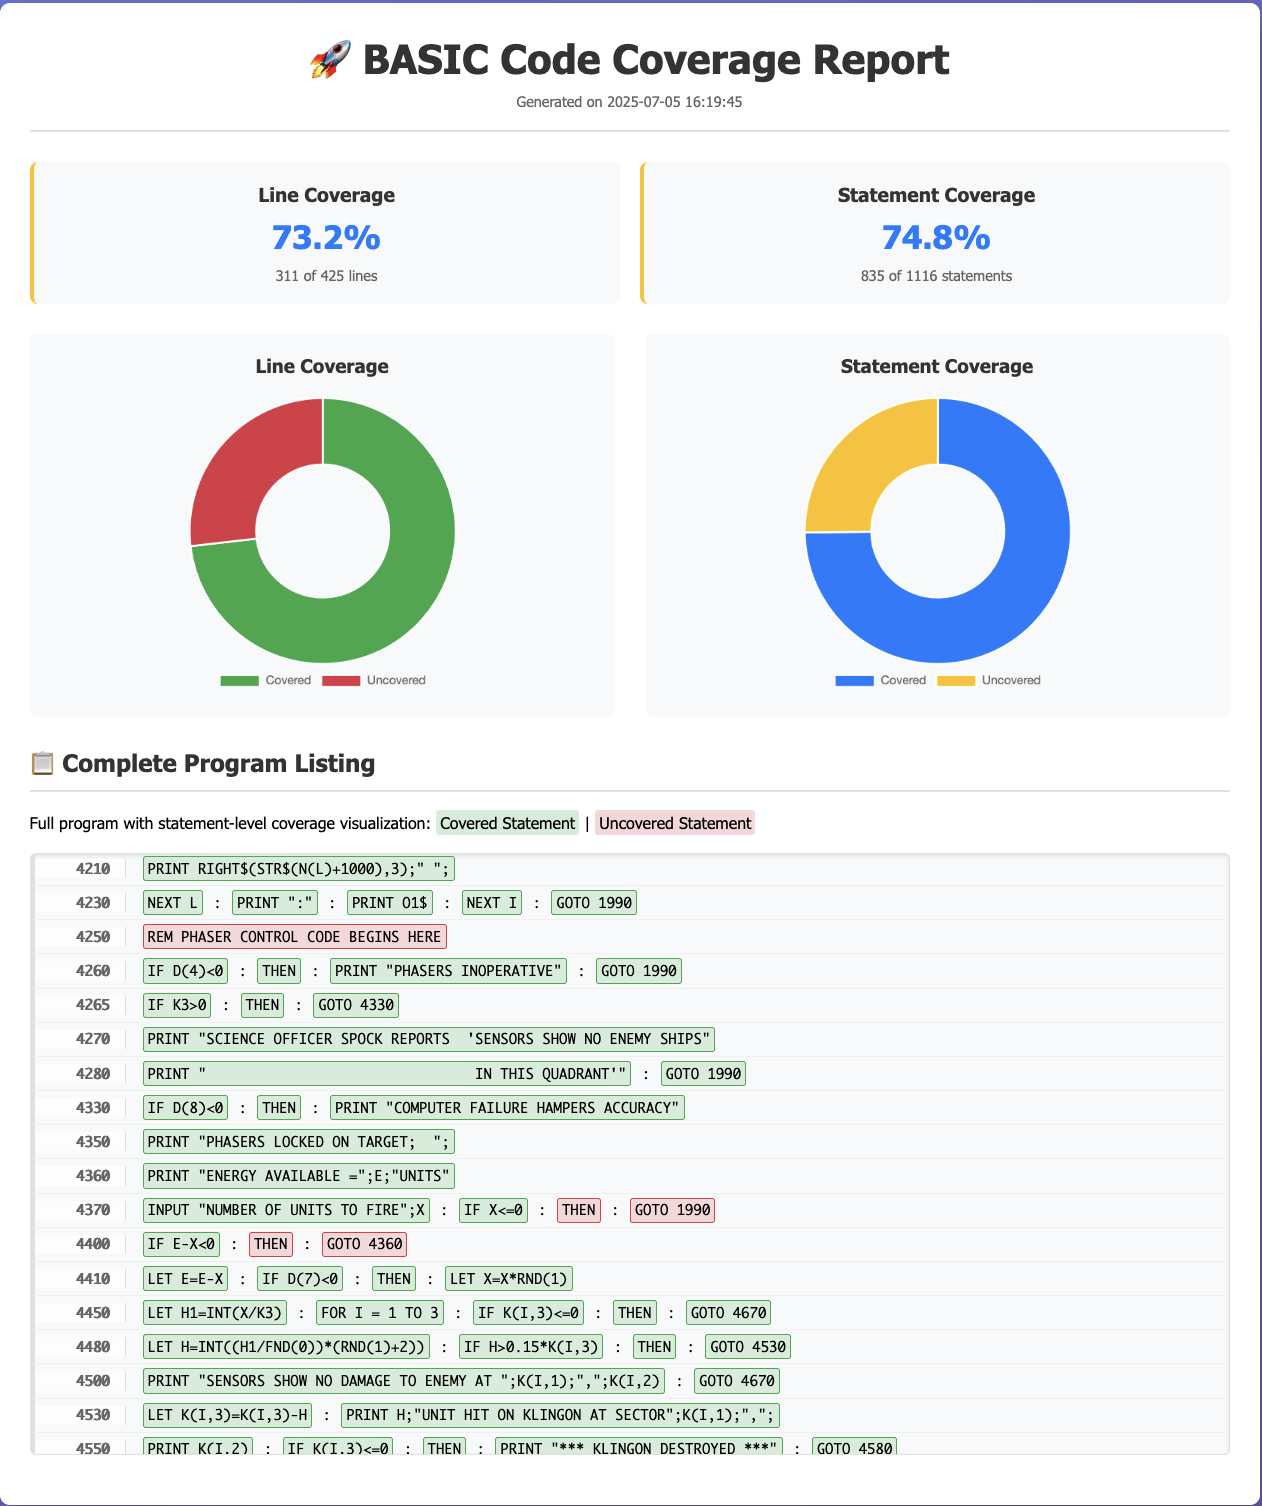 🚀 BASIC Code Coverage Report
Generated on 2025-07-05 16:19:45
Line Coverage
73.2%
311 of 425 lines
Statement Coverage
74.8%
835 of 1116 statements
Line Coverage
Covered Uncovered
Statement Coverage
Covered Uncovered
📋 Complete Program Listing
Full program with statement-level coverage visualization: Covered Statement | Uncovered Statement
4210 PRINT RIGHT$(STR$(N(L)+1000),3);" ";
4230 NEXT L : PRINT ":" : PRINT O1$ : NEXT I : GOTO 1990
4250 REM PHASER CONTROL CODE BEGINS HERE
4260 IF D(4)<0 : THEN : PRINT "PHASERS INOPERATIVE" : GOTO 1990
4265 IF K3>0 : THEN : GOTO 4330
4270 PRINT "SCIENCE OFFICER SPOCK REPORTS  'SENSORS SHOW NO ENEMY SHIPS"
4280 PRINT "                                IN THIS QUADRANT'" : GOTO 1990
4330 IF D(8)<0 : THEN : PRINT "COMPUTER FAILURE HAMPERS ACCURACY"
4350 PRINT "PHASERS LOCKED ON TARGET;  ";
4360 PRINT "ENERGY AVAILABLE =";E;"UNITS"
4370 INPUT "NUMBER OF UNITS TO FIRE";X : IF X<=0 : THEN : GOTO 1990
4400 IF E-X<0 : THEN : GOTO 4360
4410 LET E=E-X : IF D(7)<0 : THEN : LET X=X*RND(1)
4450 LET H1=INT(X/K3) : FOR I = 1 TO 3 : IF K(I,3)<=0 : THEN : GOTO 4670
4480 LET H=INT((H1/FND(0))*(RND(1)+2)) : IF H>0.15*K(I,3) : THEN : GOTO 4530
4500 PRINT "SENSORS SHOW NO DAMAGE TO ENEMY AT ";K(I,1);",";K(I,2) : GOTO 4670
4530 LET K(I,3)=K(I,3)-H : PRINT H;"UNIT HIT ON KLINGON AT SECTOR";K(I,1);",";
4550 PRINT K(I,2) : IF K(I,3)<=0 : THEN : PRINT "*** KLINGON DESTROYED ***" : GOTO 4580